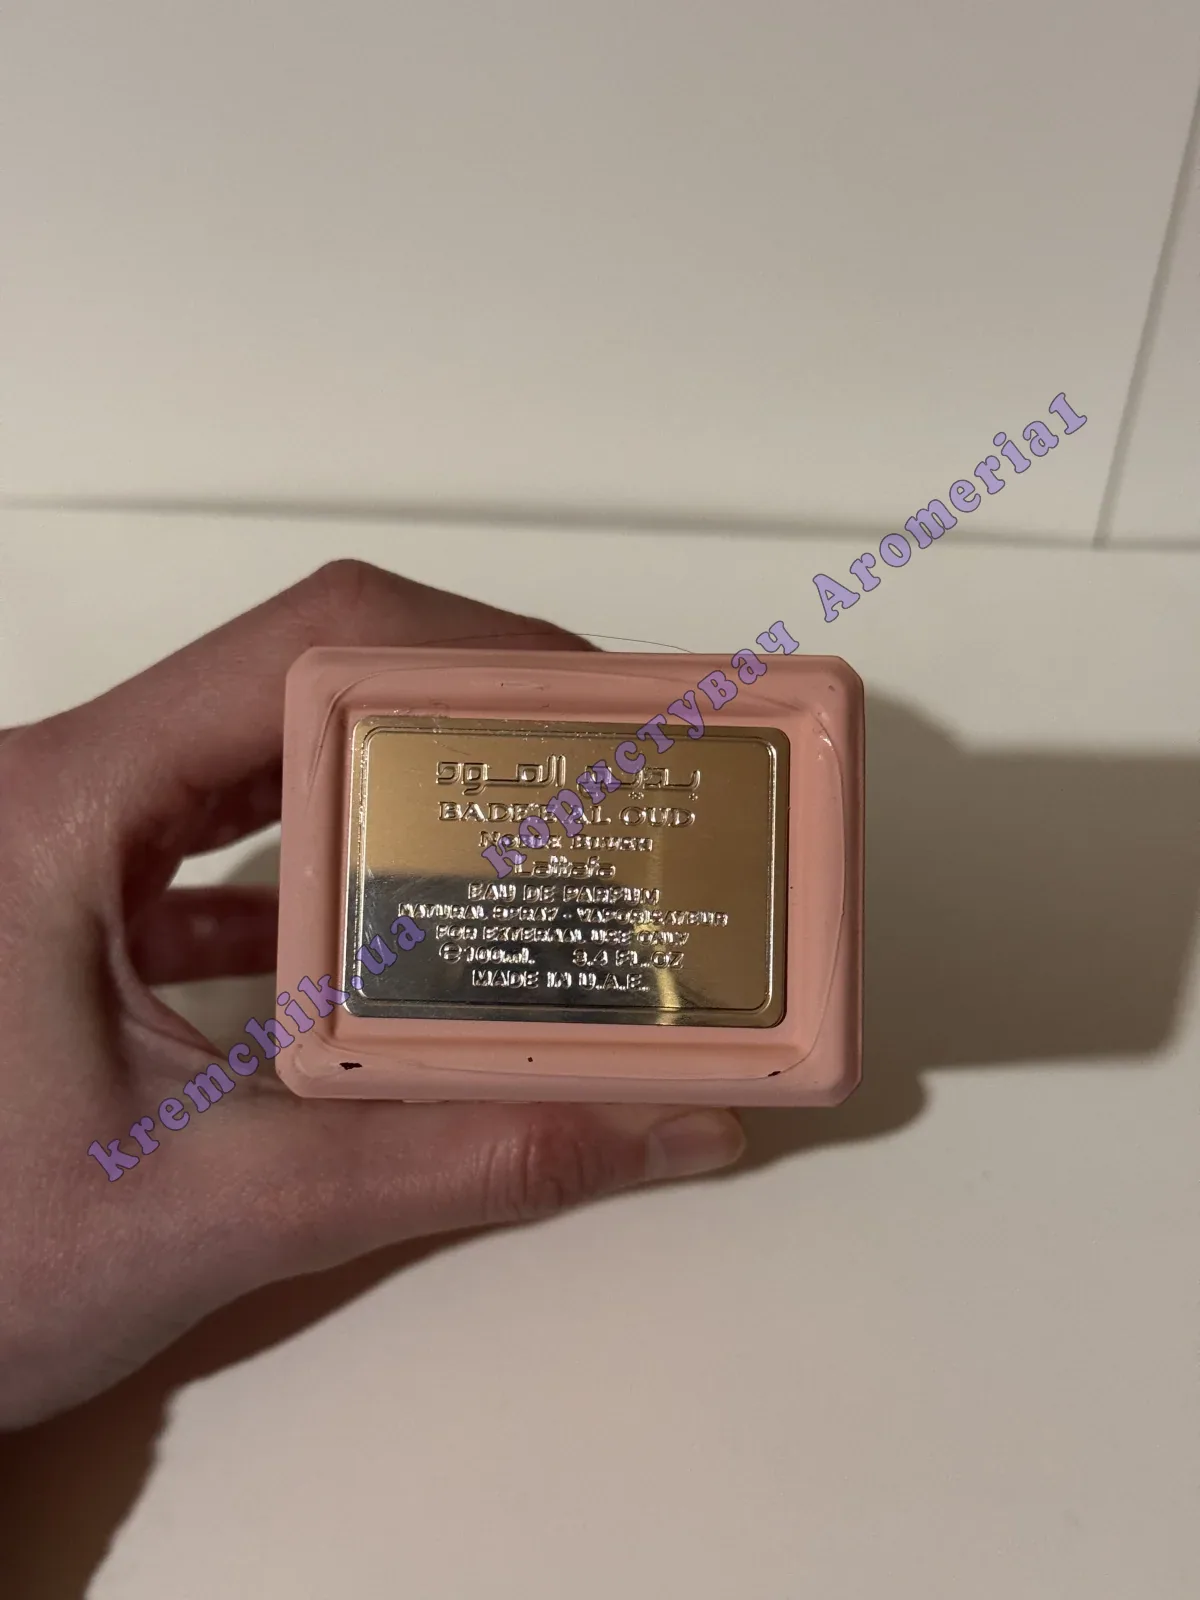 بديع العود
BADE'E AL OUD
NOBLE BLUSH
Lattafa
EAU DE PARFUM
NATURAL SPRAY - VAPORISATEUR
FOR EXTERNAL USE ONLY
℮100ml. 3.4 FL.OZ
MADE IN U.A.E.
kremchik.ua користувач Aromeria1